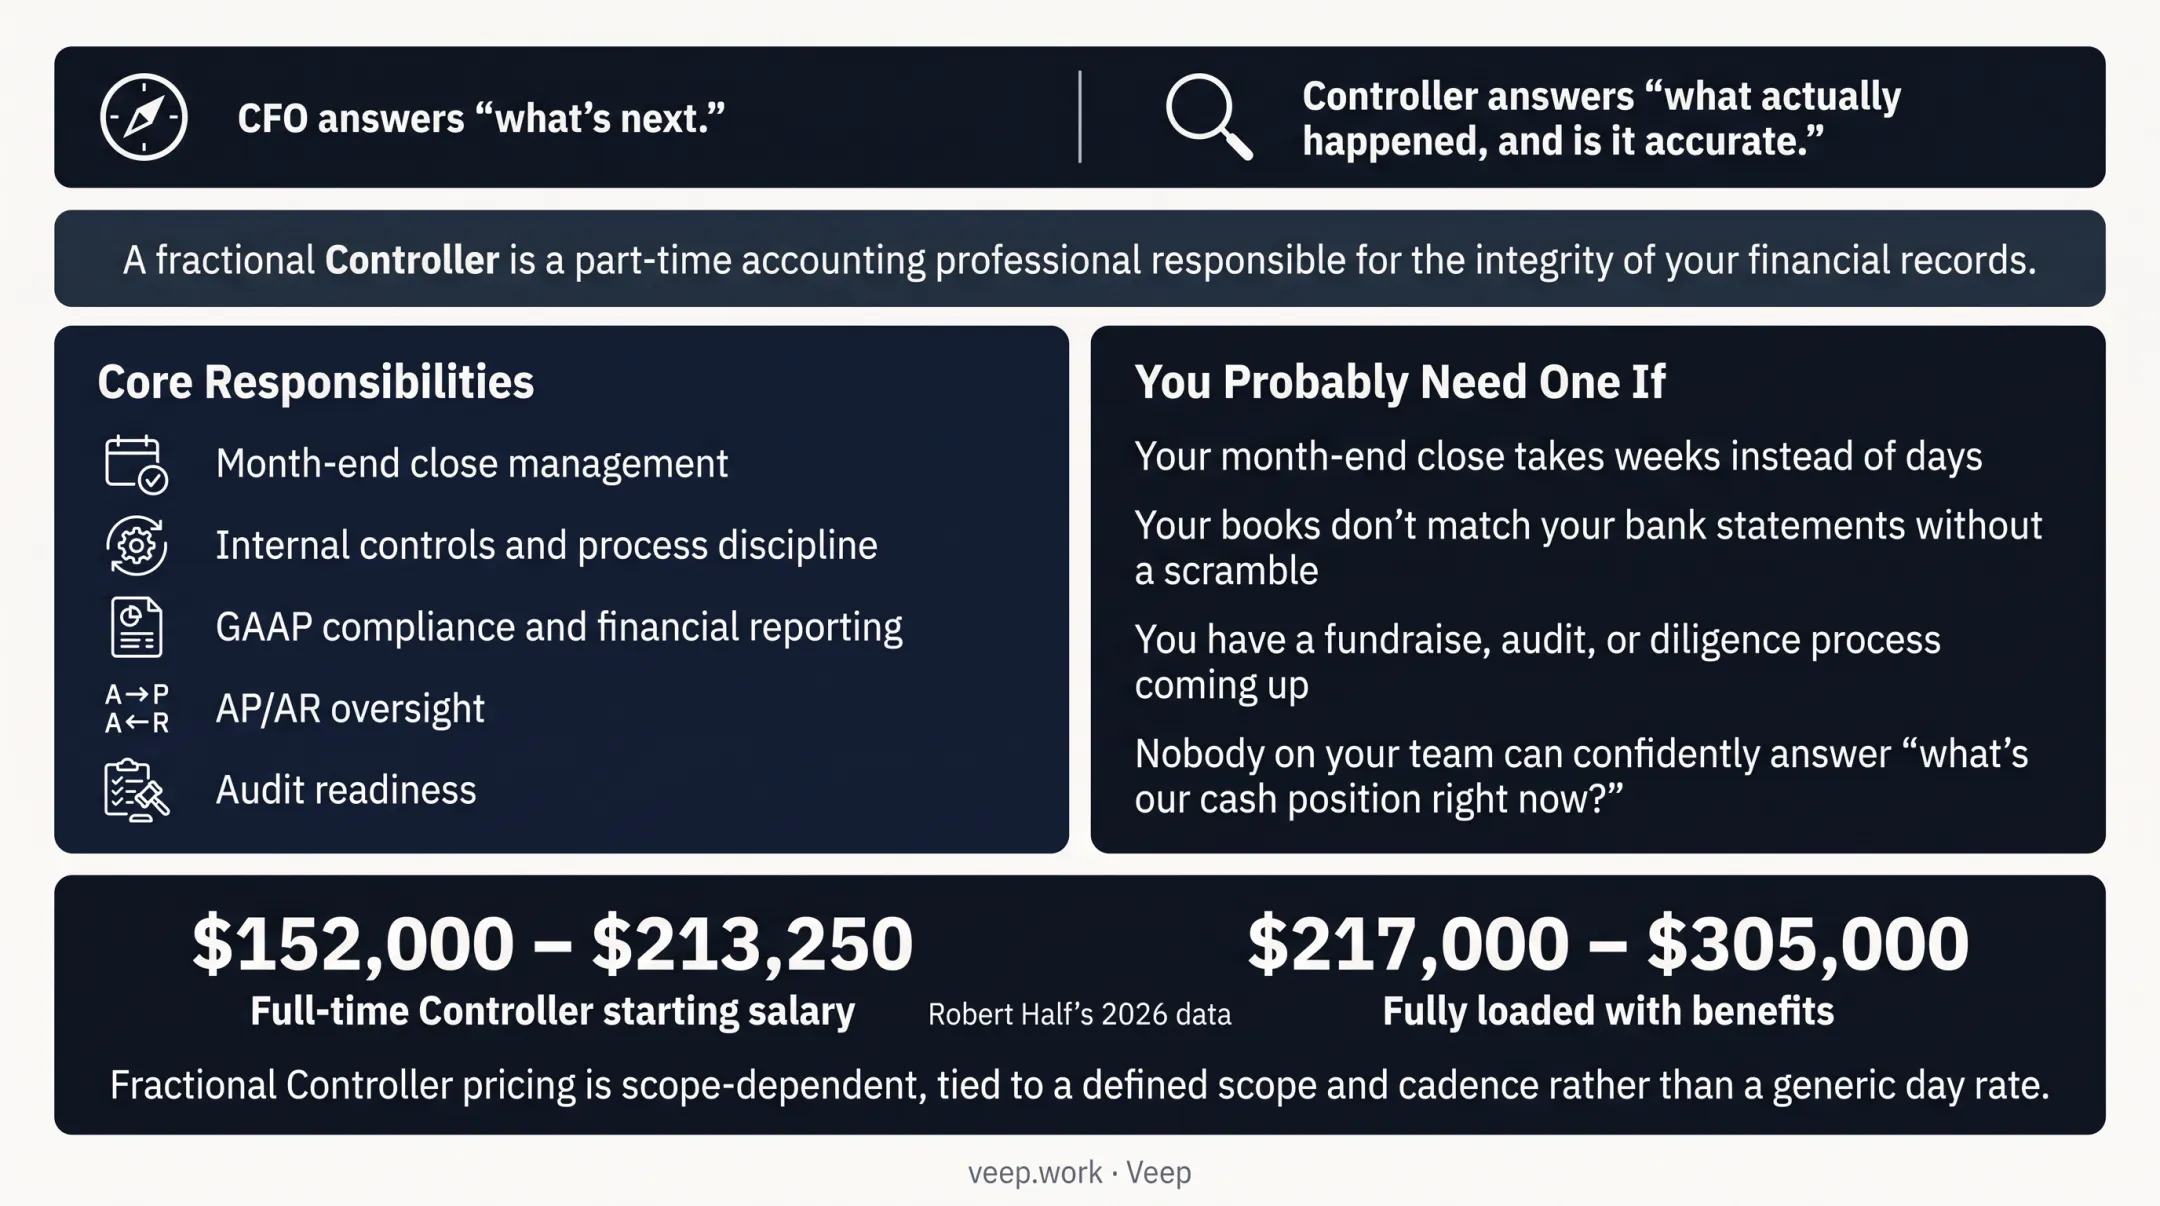 CFO answers “what’s next.”
Controller answers “what actually
happened, and is it accurate.”
A fractional Controller is a part-time accounting professional responsible for the integrity of your financial records.
Core Responsibilities
Month-end close management
Internal controls and process discipline
GAAP compliance and financial reporting
A→P
A←R
AP/AR oversight
Audit readiness
You Probably Need One If
Your month-end close takes weeks instead of days
Your books don’t match your bank statements without
a scramble
You have a fundraise, audit, or diligence process
coming up
Nobody on your team can confidently answer “what’s
our cash position right now?”
$152,000 – $213,250
Full-time Controller starting salary
Robert Half’s 2026 data
$217,000 – $305,000
Fully loaded with benefits
Fractional Controller pricing is scope-dependent, tied to a defined scope and cadence rather than a generic day rate.
veep.work · Veep